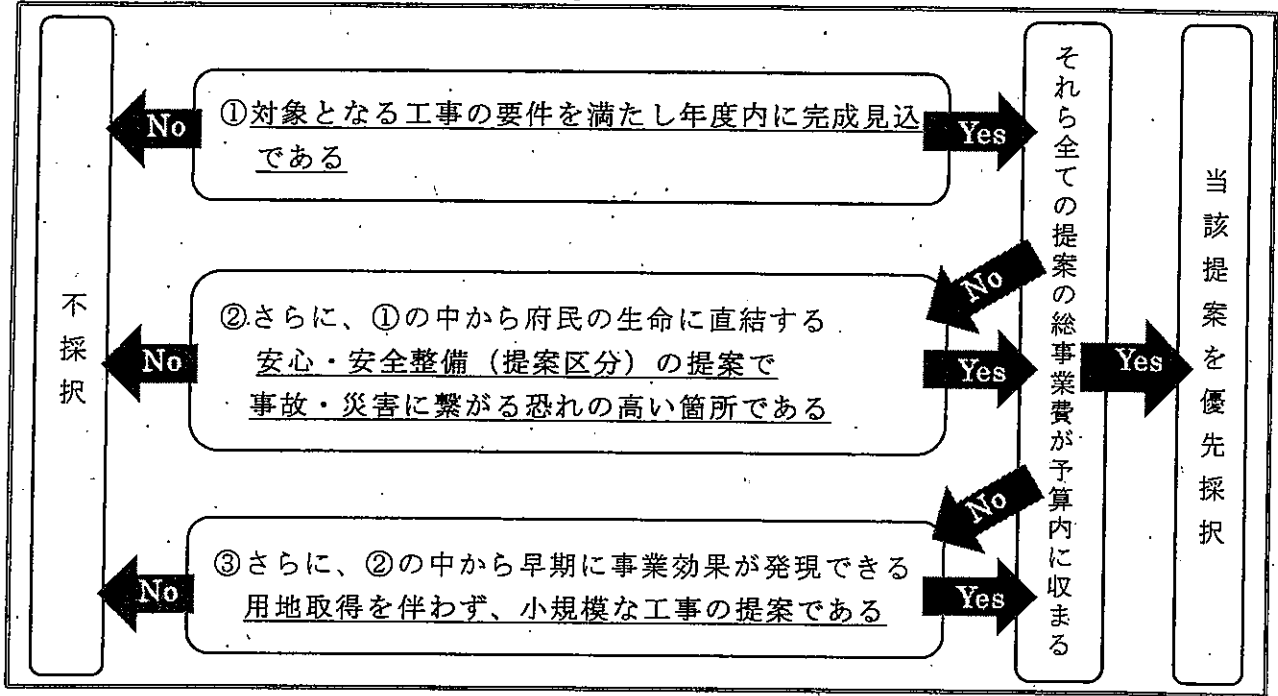 不採択
No
①対象となる工事の要件を満たし年度内に完成見込
である
Yes
No
②さらに、①の中から府民の生命に直結する
安心・安全整備（提案区分）の提案で
事故・災害に繋がる恐れの高い箇所である
No
Yes
No
③さらに、②の中から早期に事業効果が発現できる
用地取得を伴わず、小規模な工事の提案である
No
Yes
それら全ての提案の総事業費が予算内に収まる
Yes
当該提案を優先採択